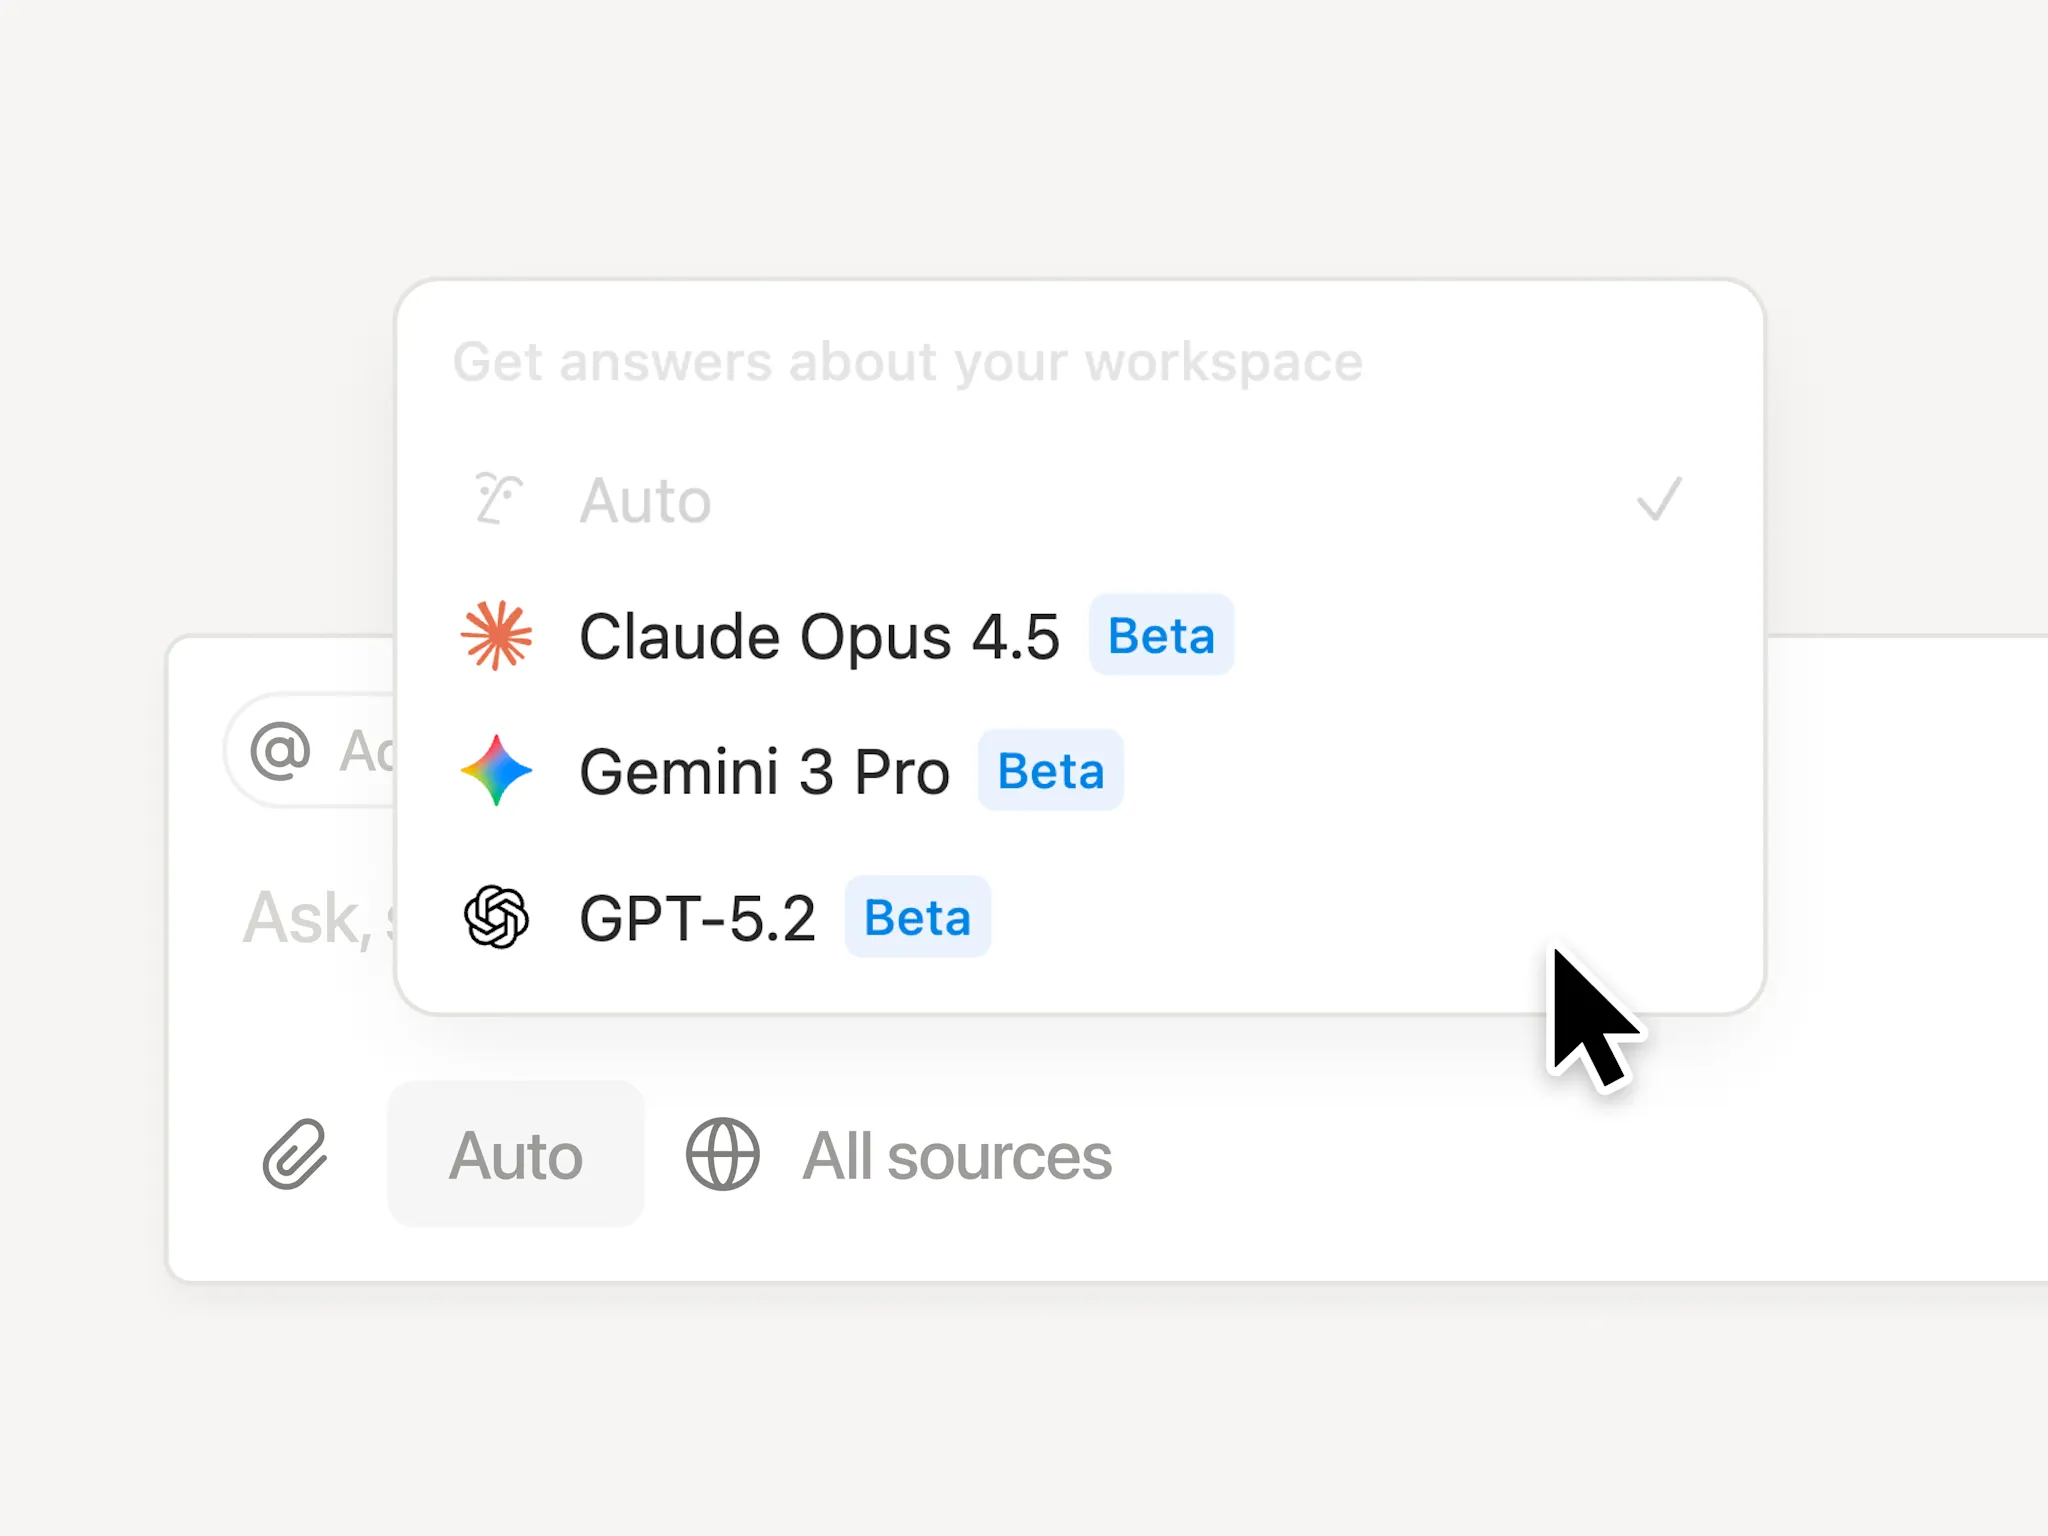 Get answers about your workspace
Auto
Claude Opus 4.5 Beta
Gemini 3 Pro Beta
GPT-5.2 Beta
@
Ask,
Auto
All sources